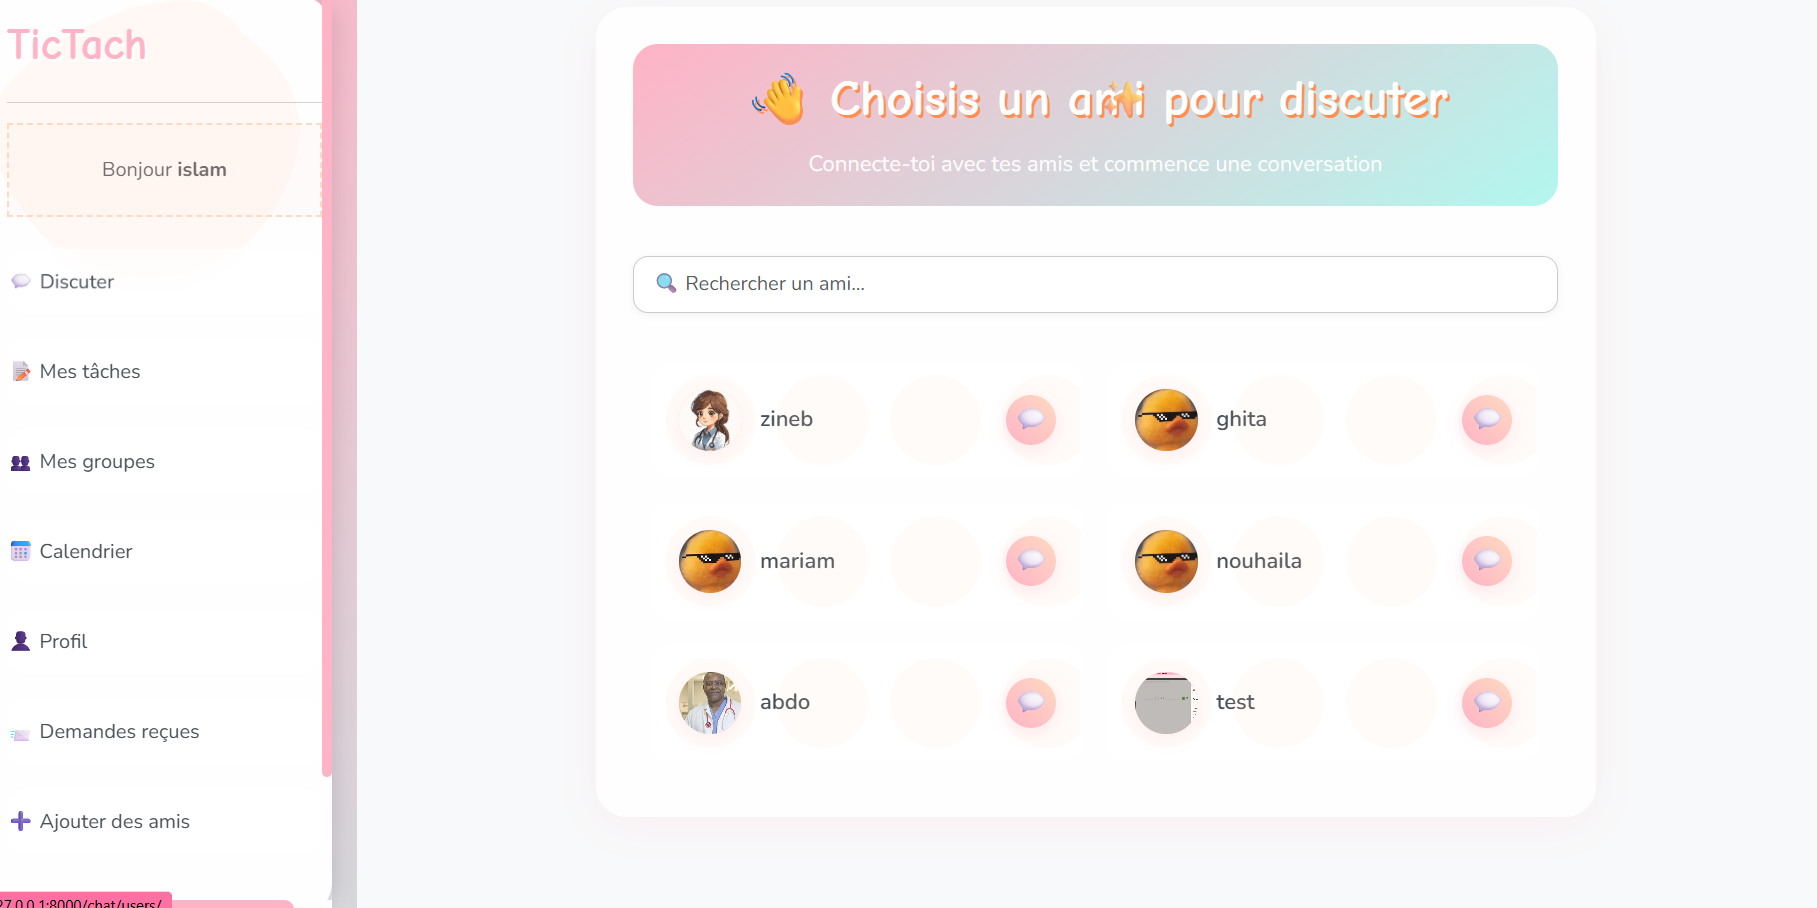 TicTach
Bonjour islam
Discuter
Mes tâches
Mes groupes
Calendrier
Profil
Demandes reçues
Ajouter des amis
27.0.0.1:8000/chat/users/
Choisis un ami pour discuter
Connecte-toi avec tes amis et commence une conversation
Rechercher un ami...
zineb
ghita
mariam
nouhaila
abdo
test